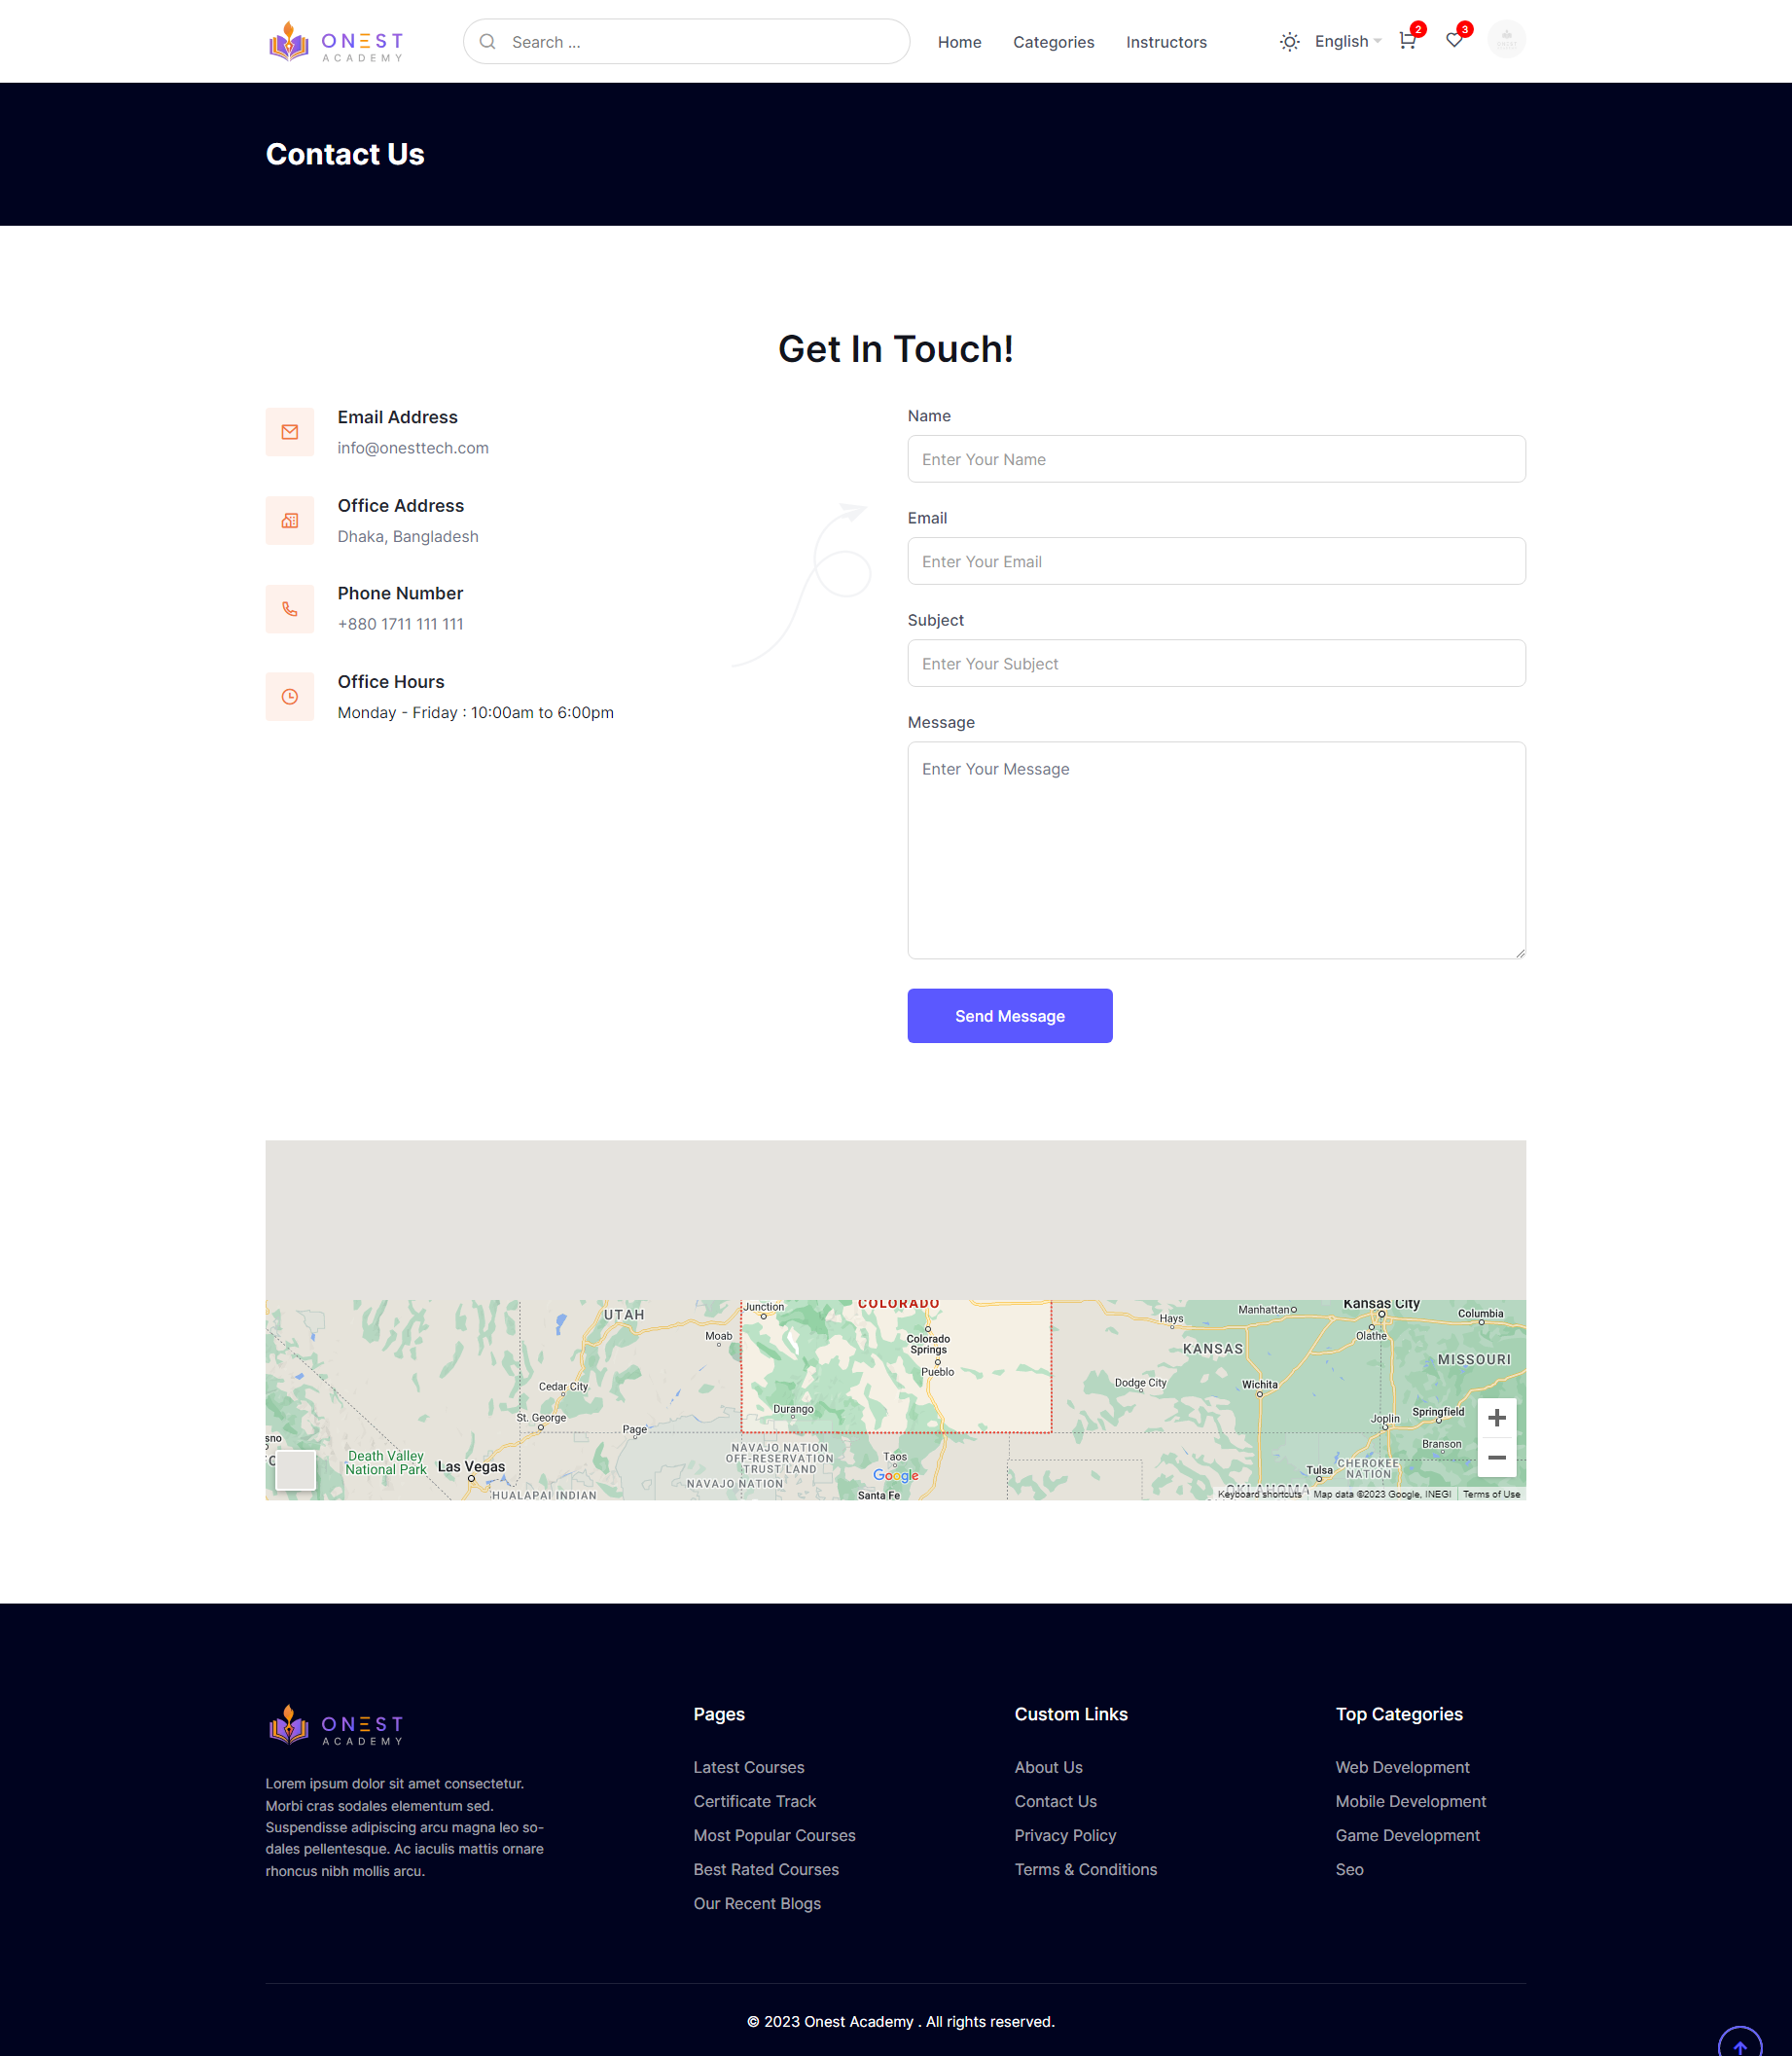 ONEST
ACADEMY
Search ...
Home
Categories
Instructors
English
2
3
Contact Us
Get In Touch!
Email Address
info@onesttech.com
Office Address
Dhaka, Bangladesh
Phone Number
+880 1711 111 111
Office Hours
Monday - Friday : 10:00am to 6:00pm
Name
Enter Your Name
Email
Enter Your Email
Subject
Enter Your Subject
Message
Enter Your Message
Send Message
UTAH
Junction
COLORADO
Moab
Colorado
Springs
Pueblo
Cedar City
St. George
Page
Durango
Death Valley
National Park
Las Vegas
HUALAPAI INDIAN
NAVAJO NATION
OFF-RESERVATION
TRUST LAND
NAVAJO NATION
Taos
Google
Santa Fe
Manhattan
Kansas City
Columbia
Hays
Olathe
KANSAS
MISSOURI
Dodge City
Wichita
Joplin
Springfield
Branson
Tulsa
CHEROKEE
NATION
OKLAHOMA
Keyboard shortcuts
Map data ©2023 Google, INEGI
Terms of Use
ONEST
ACADEMY
Lorem ipsum dolor sit amet consectetur.
Morbi cras sodales elementum sed.
Suspendisse adipiscing arcu magna leo so-
dales pellentesque. Ac iaculis mattis ornare
rhoncus nibh mollis arcu.
Pages
Latest Courses
Certificate Track
Most Popular Courses
Best Rated Courses
Our Recent Blogs
Custom Links
About Us
Contact Us
Privacy Policy
Terms & Conditions
Top Categories
Web Development
Mobile Development
Game Development
Seo
© 2023 Onest Academy . All rights reserved.